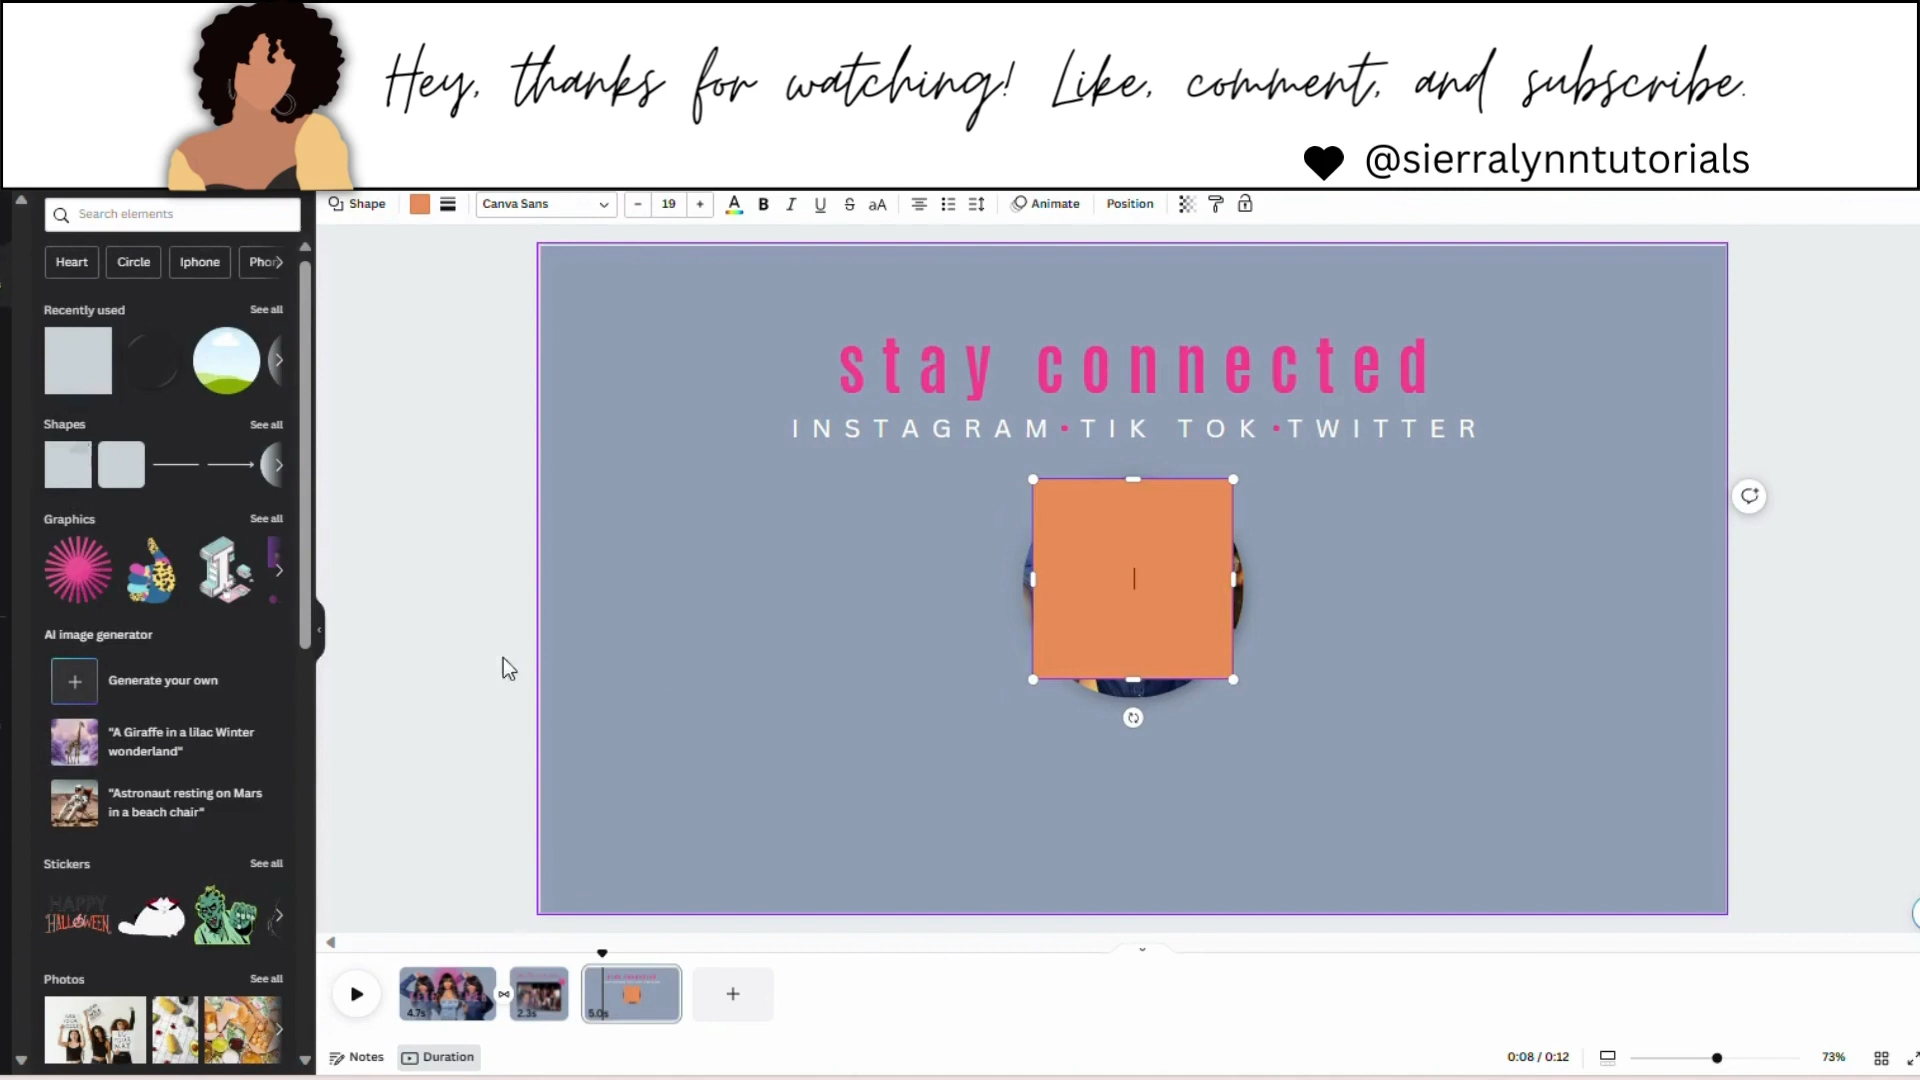 Hey, thanks for watching! Like, comment, and subscribe.
@sierralynntutorials
Search elements
Shape
Canva Sans
- 19 +
A B I U S aA
Animate
Position
Heart
Circle
Iphone
Recently used
See all
Shapes
See all
Graphics
See all
AI image generator
Generate your own
"A Giraffe in a lilac Winter
wonderland"
"Astronaut resting on Mars
in a beach chair"
Stickers
See all
HAPPY
HALLOWEEN
Photos
See all
stay connected
INSTAGRAM•TIK TOK•TWITTER
4.7s
2.3s
5.0s
Notes
Duration
0:08 / 0:12
73%